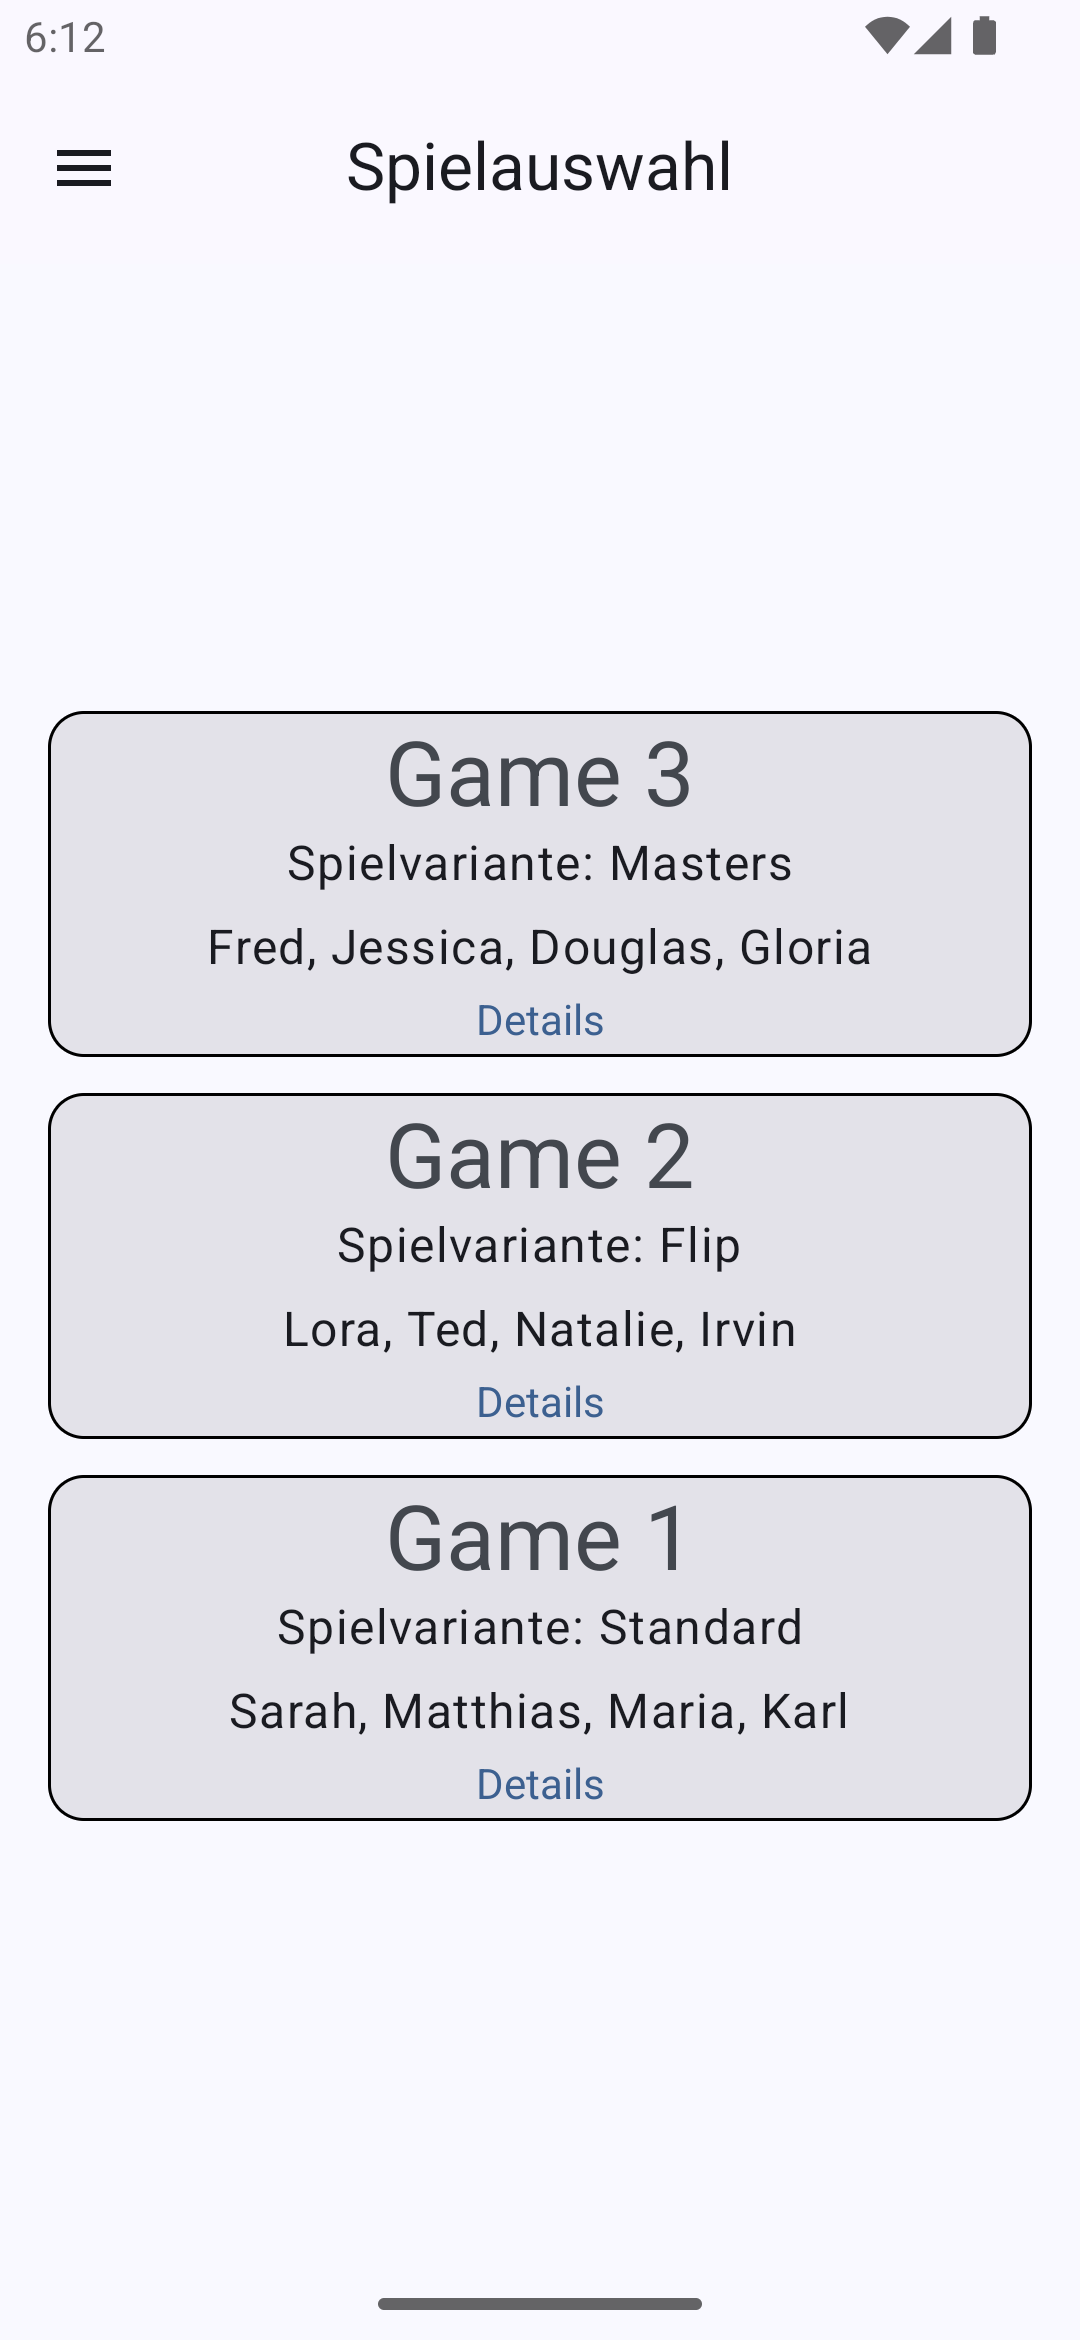 6:12
Spielauswahl
Game 3
Spielvariante: Masters
Fred, Jessica, Douglas, Gloria
Details
Game 2
Spielvariante: Flip
Lora, Ted, Natalie, Irvin
Details
Game 1
Spielvariante: Standard
Sarah, Matthias, Maria, Karl
Details